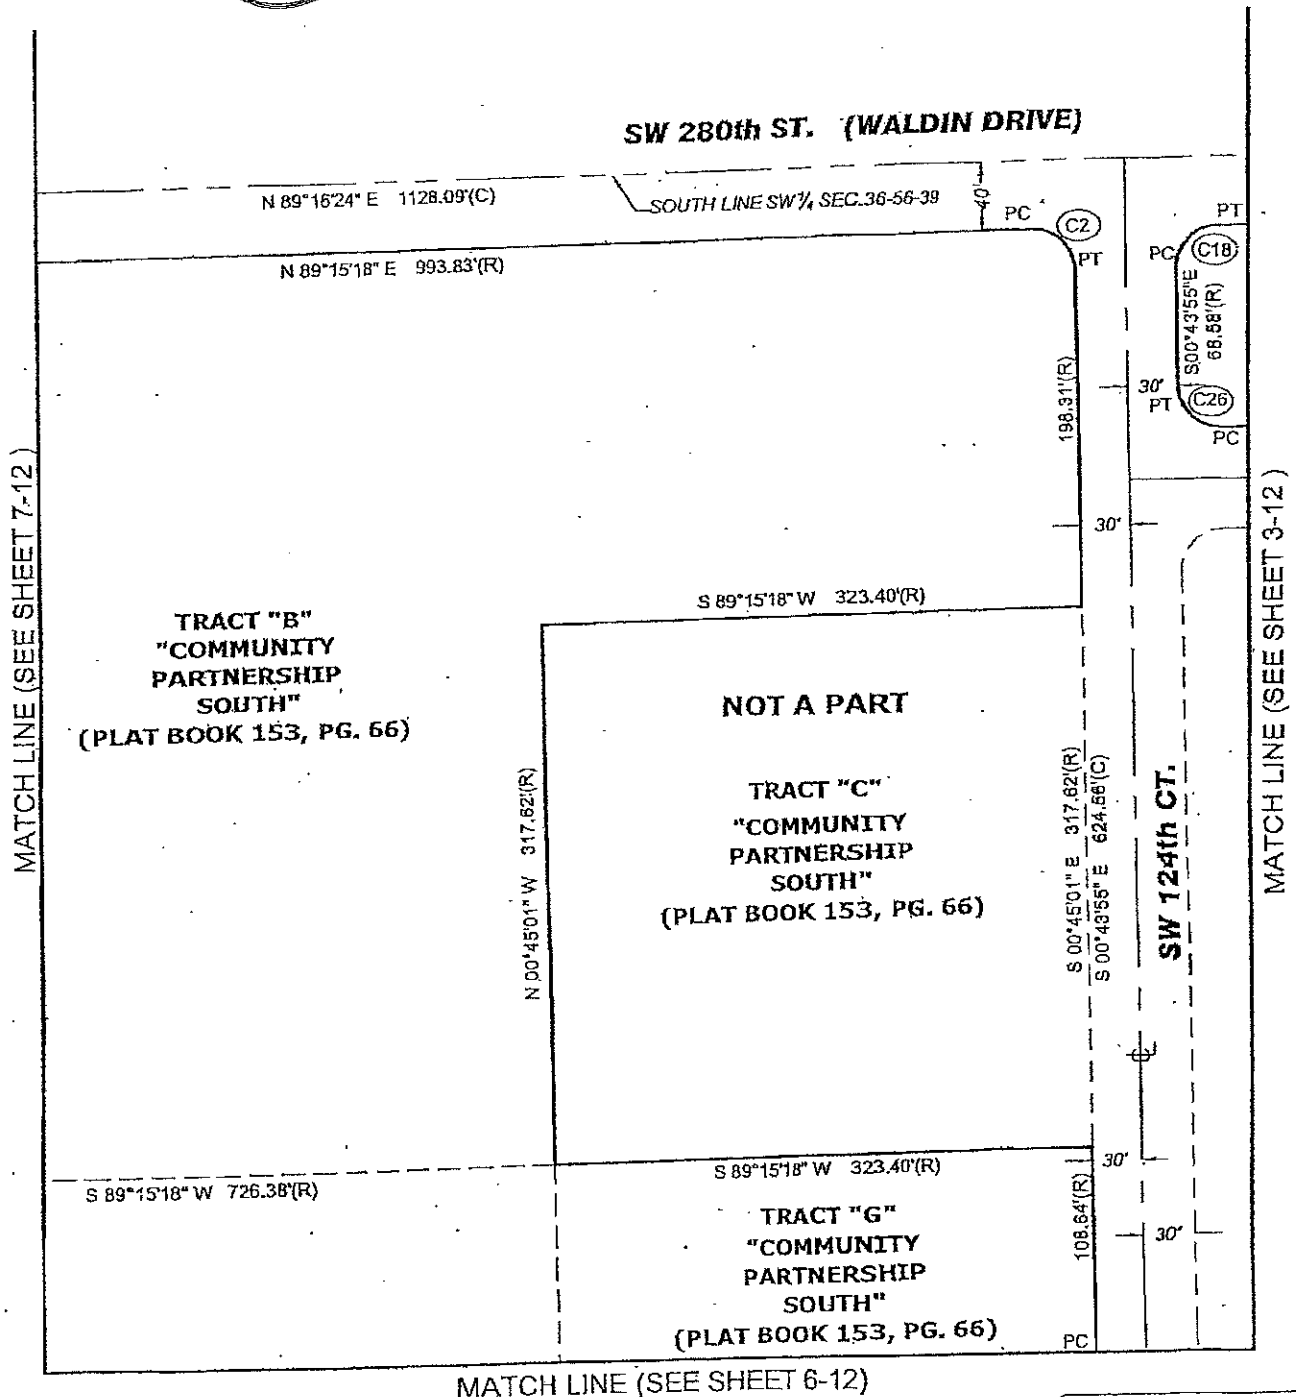 SW 280th ST. (WALDIN DRIVE)
N 89°16'24" E 1128.09'(C)
SOUTH LINE SW 1/4 SEC.36-56-39
40'
PC
C2
PT
PT
PC
C18
N 89°15'18" E 993.83'(R)
S00°43'55"E
68.58'(R)
198.31'(R)
30'
PT
C26
PC
30'
MATCH LINE (SEE SHEET 7-12 )
MATCH LINE (SEE SHEET 3-12 )
S 89°15'18" W 323.40'(R)
TRACT "B"
"COMMUNITY
PARTNERSHIP
SOUTH"
(PLAT BOOK 153, PG. 66)
NOT A PART
TRACT "C"
"COMMUNITY
PARTNERSHIP
SOUTH"
(PLAT BOOK 153, PG. 66)
N 00°45'01" W 317.62'(R)
S 00°45'01" E 317.62'(R)
S 00°43'55" E 624.56'(C)
SW 124th CT.
S 89°15'18" W 726.38'(R)
S 89°15'18" W 323.40'(R)
30'
108.64'(R)
30'
TRACT "G"
"COMMUNITY
PARTNERSHIP
SOUTH"
(PLAT BOOK 153, PG. 66)
PC
MATCH LINE (SEE SHEET 6-12)